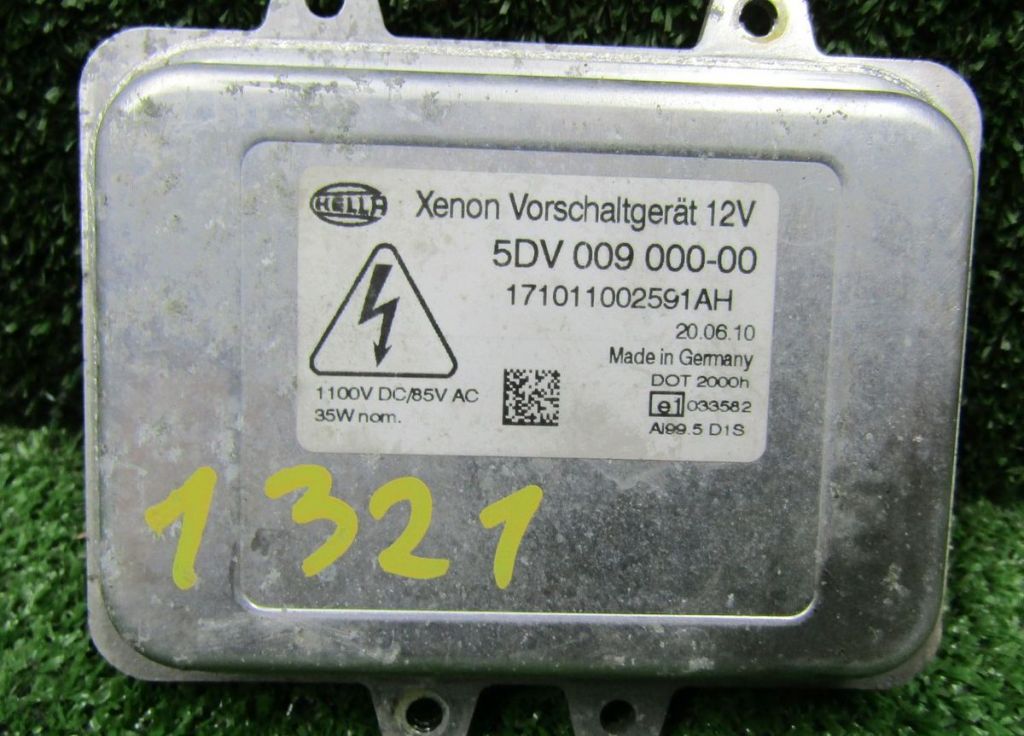 HELLA
Xenon Vorschaltgerät 12V
5DV 009 000-00
171011002591AH
20.06.10
Made in Germany
1100V DC/85V AC
35W nom.
DOT 2000h
e1 033582
Al99.5 D1S
1321